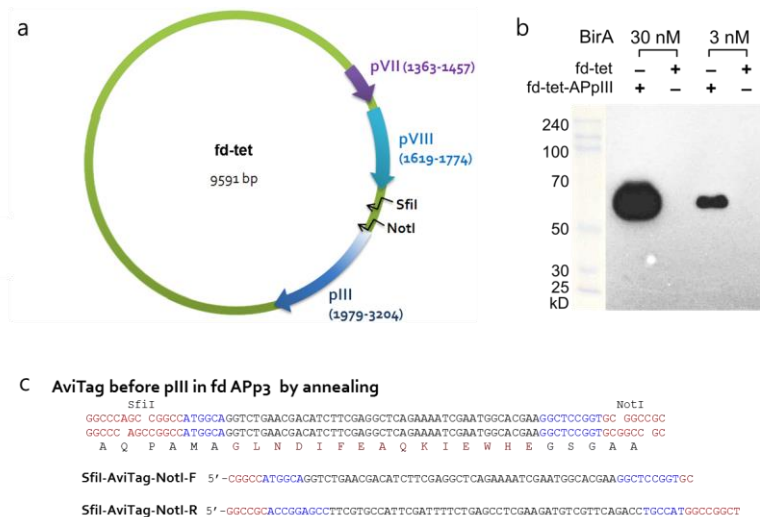 a
pVII (1363-1457)
pVIII
(1619-1774)
fd-tet
9591 bp
SfiI
NotI
pIII
(1979-3204)
b
BirA 30 nM 3 nM
fd-tet − + − +
fd-tet-APpIII + − + −
240
100
70
50
30
25
kD
c AviTag before pIII in fd APp3 by annealing
SfiI NotI
GGCCCAGC CGGCCATGGCAGGTCTGAACGACATCTTCGAGGCTCAGAAAATCGAATGGCACGAAGGCTCCGGTGC GGCCGC
GGCCC AGCCGGCCATGGCAGGTCTGAACGACATCTTCGAGGCTCAGAAAATCGAATGGCACGAAGGCTCCGGTGCGGCC GC
A Q P A M A G L N D I F E A Q K I E W H E G S G A A
SfiI-AviTag-NotI-F 5’-CGGCCATGGCAGGTCTGAACGACATCTTCGAGGCTCAGAAAATCGAATGGCACGAAGGCTCCGGTGC
SfiI-AviTag-NotI-R 5’-GGCCGCACCGGAGCCTTCGTGCCATTCGATTTTCTGAGCCTCGAAGATGTCGTTCAGACCTGCCATGGCCGGCT